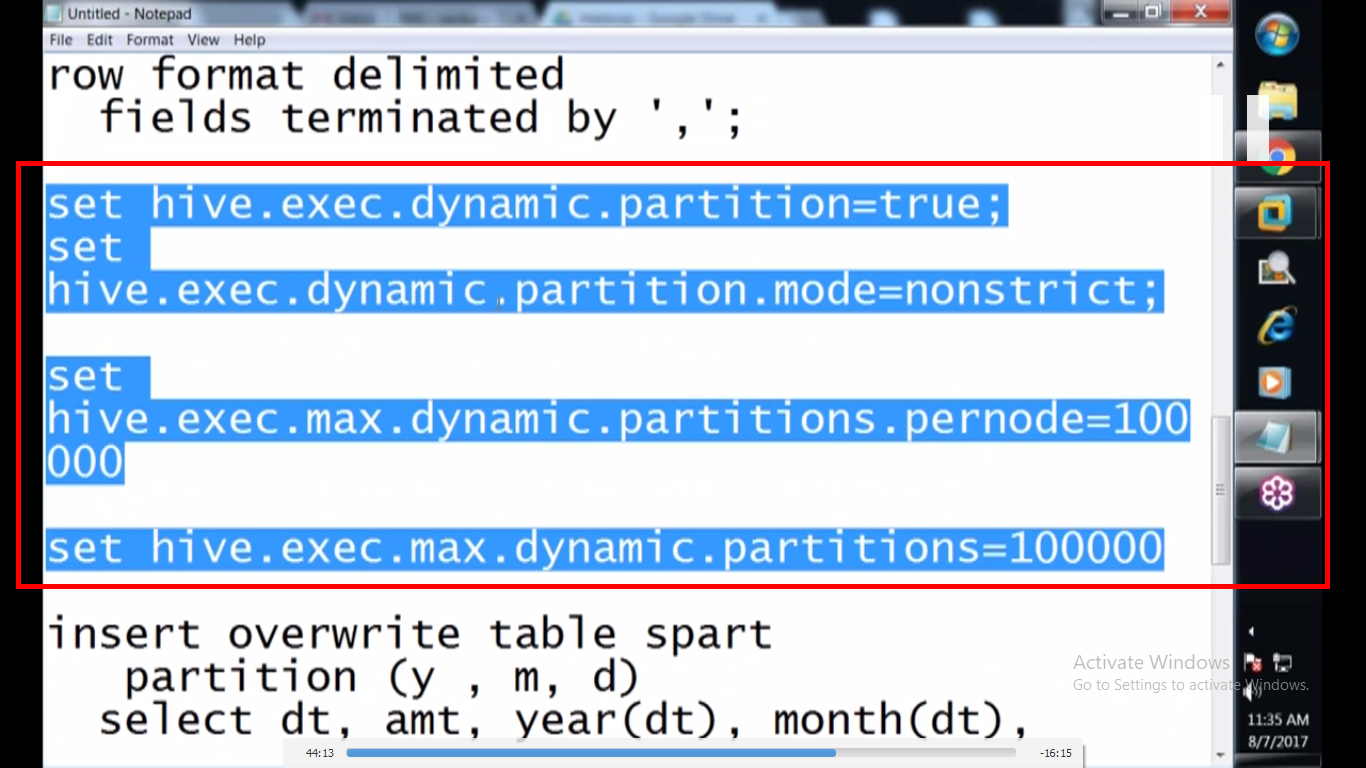 Untitled - Notepad
File Edit Format View Help
row format delimited
fields terminated by ',';
set hive.exec.dynamic.partition=true;
set
hive.exec.dynamic.partition.mode=nonstrict;
set
hive.exec.max.dynamic.partitions.pernode=100
000
set hive.exec.max.dynamic.partitions=100000
insert overwrite table spart
partition (y , m, d)
select dt, amt, year(dt), month(dt),
Activate Windows
Go to Settings to activate Windows.
11:35 AM
8/7/2017
44:13
-16:15